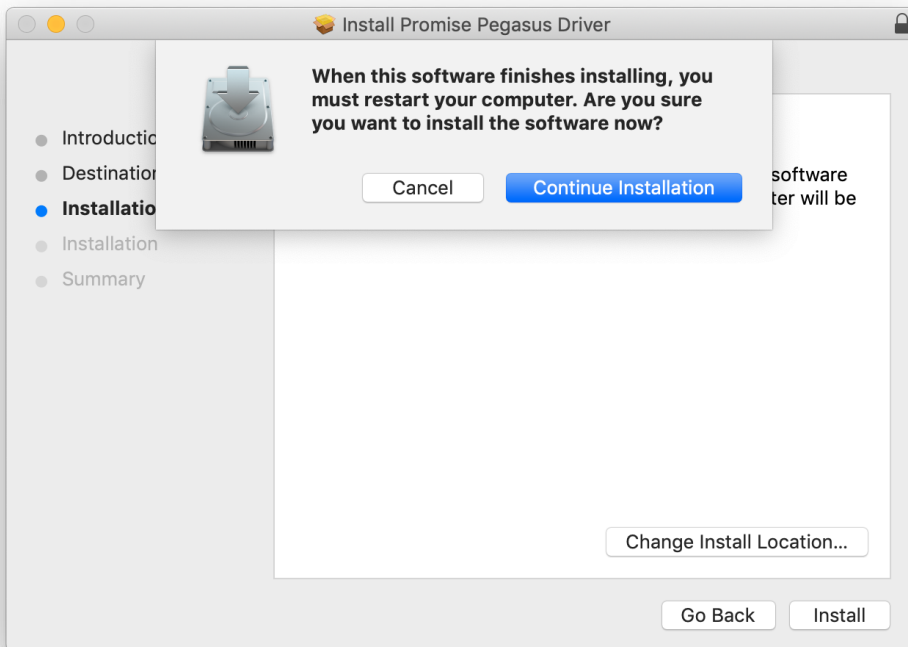 Install Promise Pegasus Driver
When this software finishes installing, you
must restart your computer. Are you sure
you want to install the software now?
Cancel
Continue Installation
Introductio
Destination
Installatio
Installation
Summary
software
ter will be
Change Install Location...
Go Back
Install